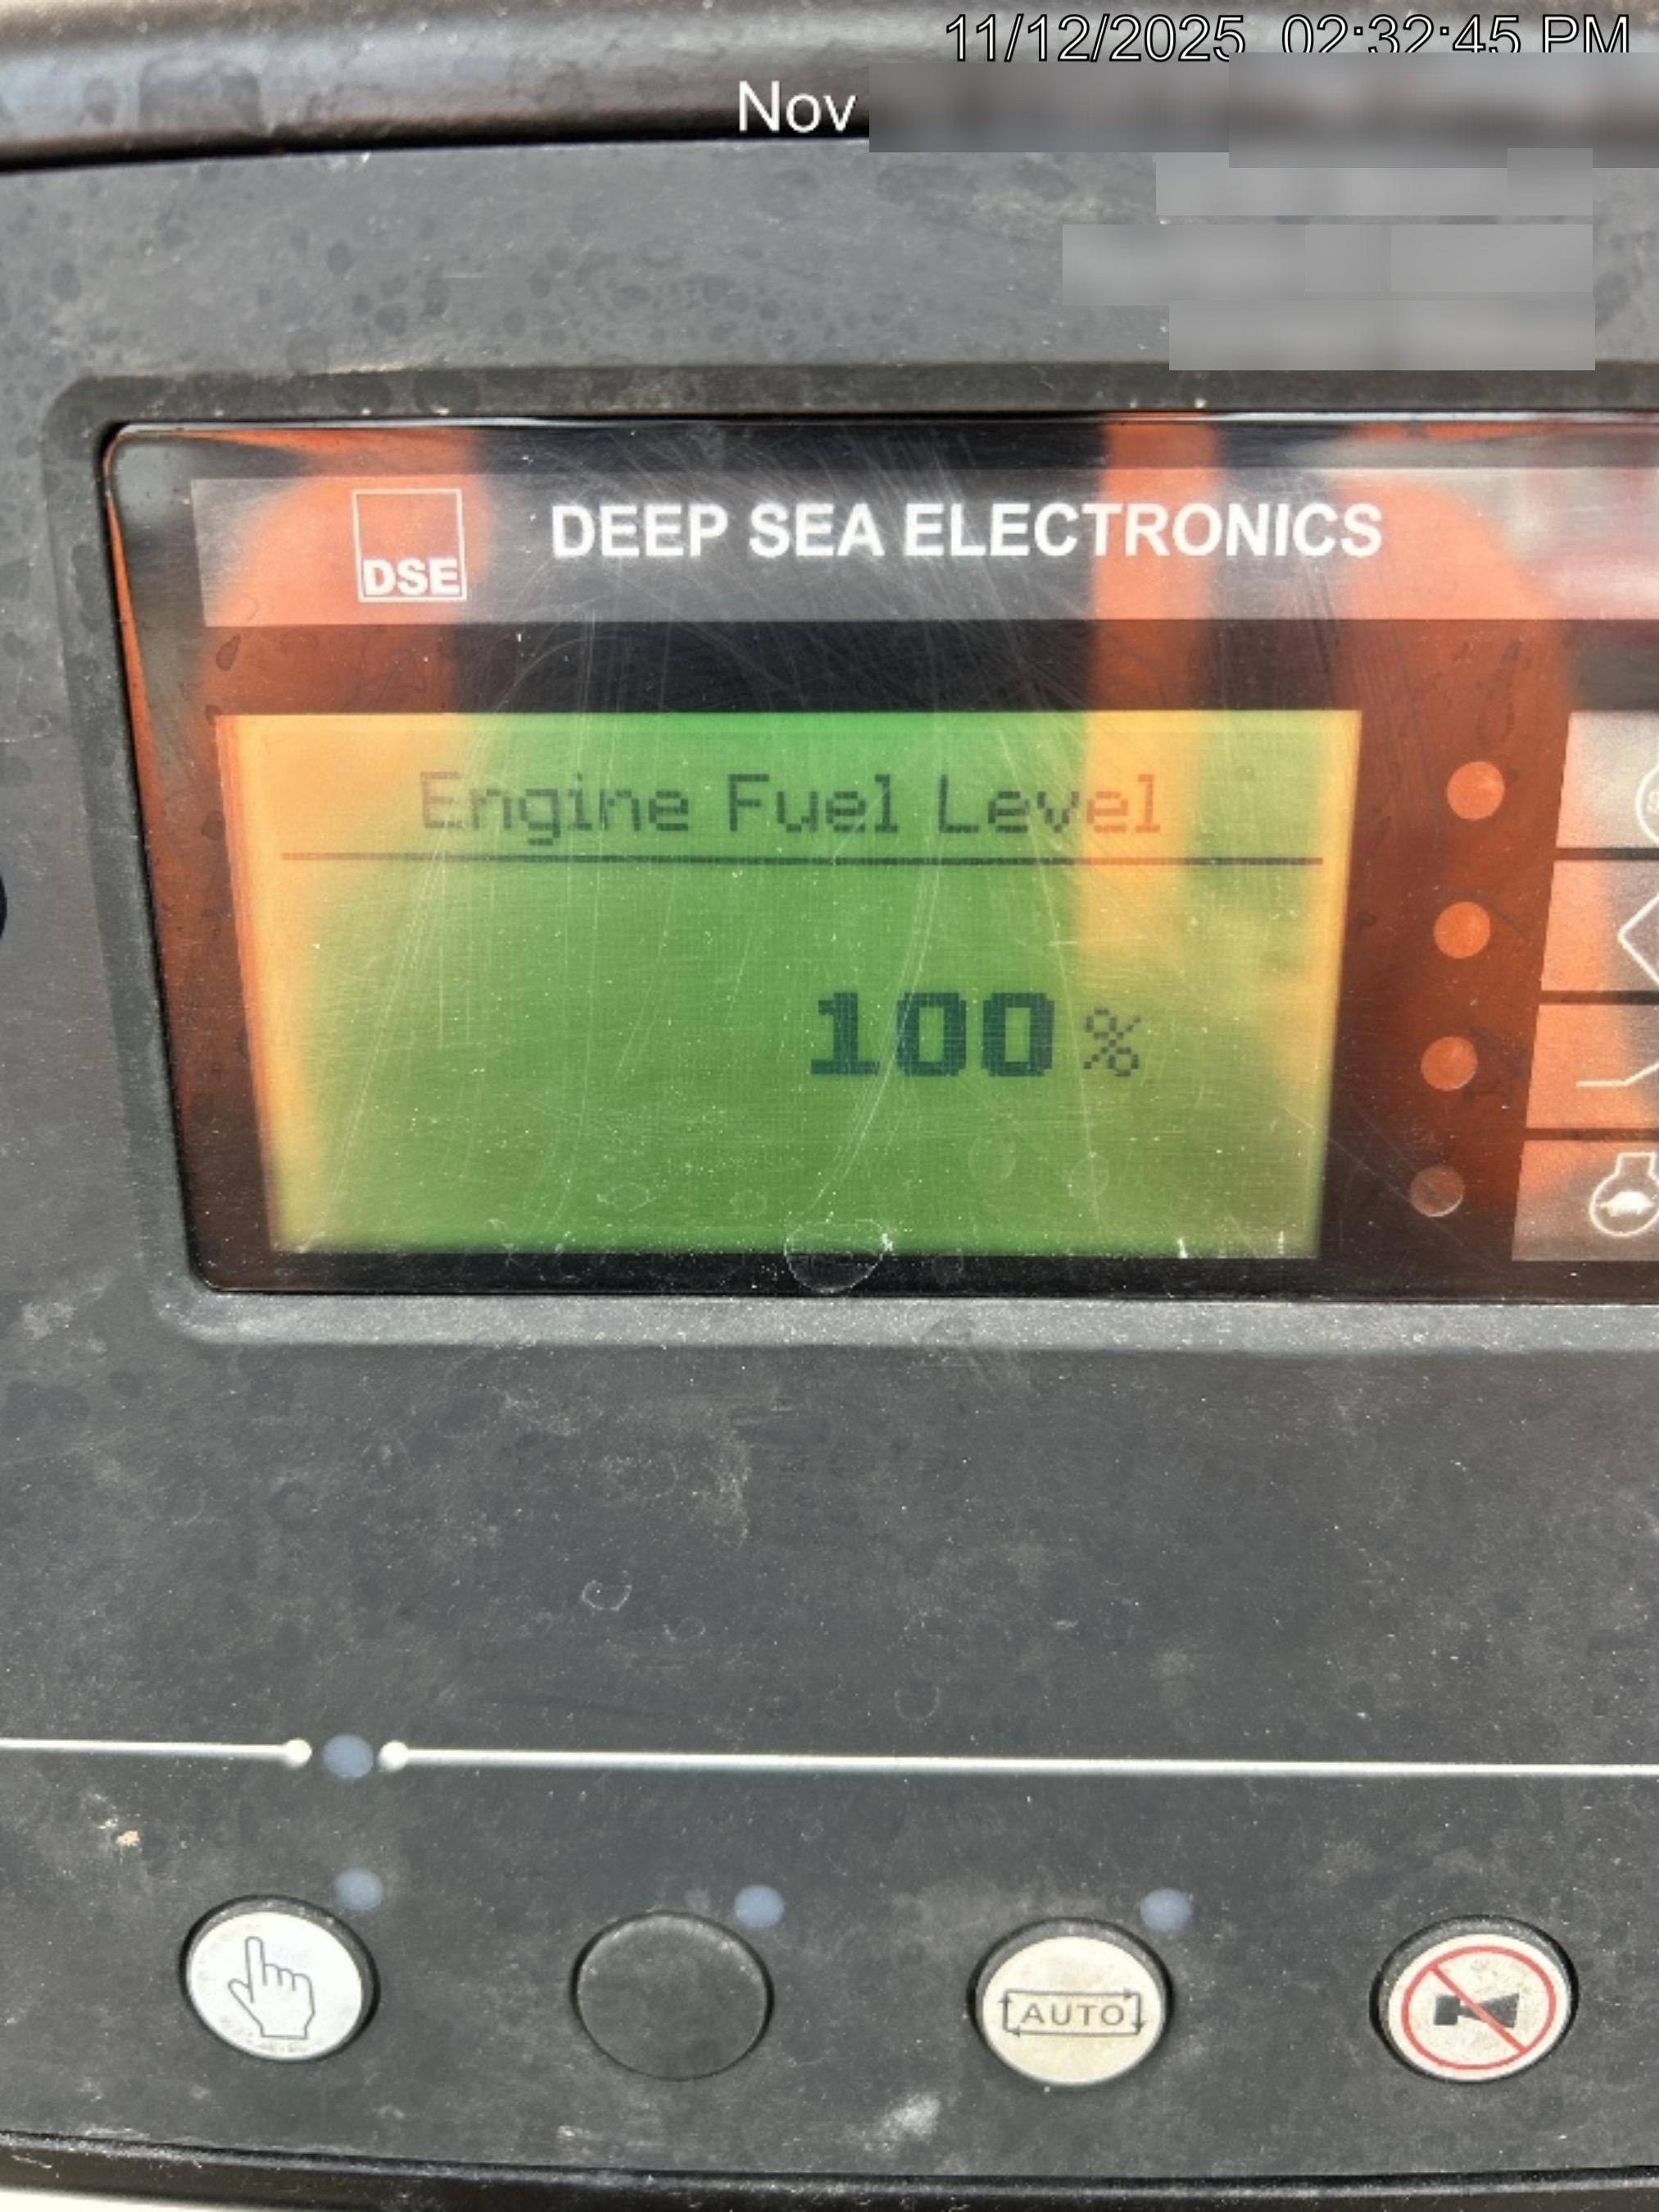 11/12/2025 02:32:45 PM
Nov
DSE
DEEP SEA ELECTRONICS
Engine Fuel Level
100 %
AUTO